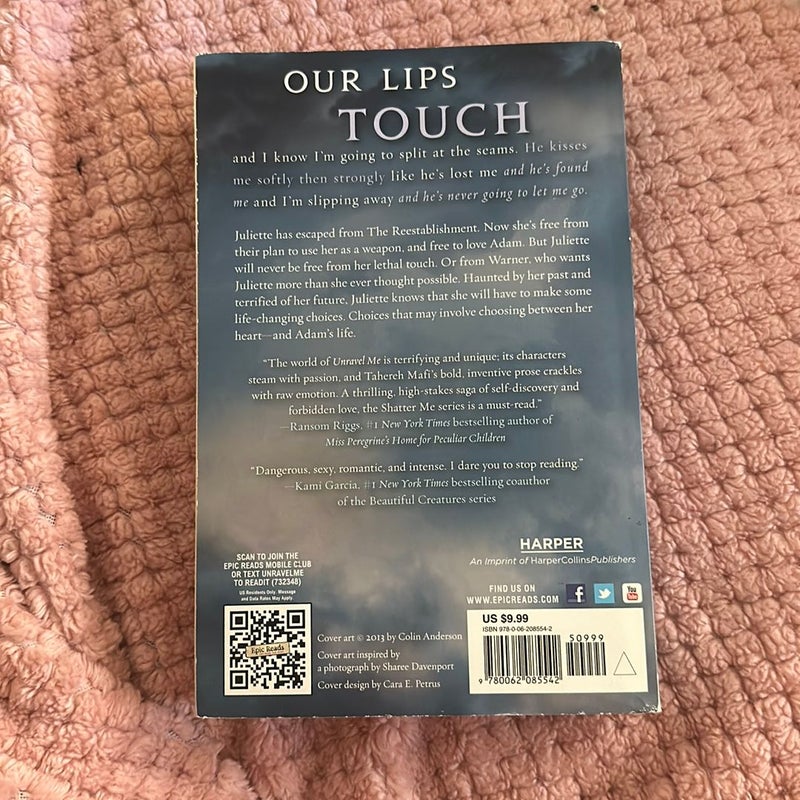 OUR LIPS
TOUCH
and I know I'm going to split at the seams. He kisses
me softly then strongly like he's lost me and he's found
me and I'm slipping away and he's never going to let me go.
Juliette has escaped from The Reestablishment. Now she's free from
their plan to use her as a weapon, and free to love Adam. But Juliette
will never be free from her lethal touch. Or from Warner, who wants
Juliette more than she ever thought possible. Haunted by her past and
terrified of her future, Juliette knows that she will have to make some
life-changing choices. Choices that may involve choosing between her
heart—and Adam's life.
"The world of Unravel Me is terrifying and unique; its characters
steam with passion, and Tahereh Mafi's bold, inventive prose crackles
with raw emotion. A thrilling, high-stakes saga of self-discovery and
forbidden love, the Shatter Me series is a must-read."
—Ransom Riggs, #1 New York Times bestselling author of
Miss Peregrine's Home for Peculiar Children
"Dangerous, sexy, romantic, and intense. I dare you to stop reading."
—Kami Garcia, #1 New York Times bestselling coauthor
of the Beautiful Creatures series
HARPER
An Imprint of HarperCollinsPublishers
SCAN TO JOIN THE
EPIC READS MOBILE CLUB
OR TEXT UNRAVELME
TO READIT (732348)
US Residents Only. Message
and Data Rates May Apply.
FIND US ON
WWW.EPICREADS.COM
f
You
Tube
Epic Reads
Cover art © 2013 by Colin Anderson
Cover art inspired by
a photograph by Sharee Davenport
Cover design by Cara E. Petrus
US $9.99
ISBN 978-0-06-208554-2
50999
9 780062 085542